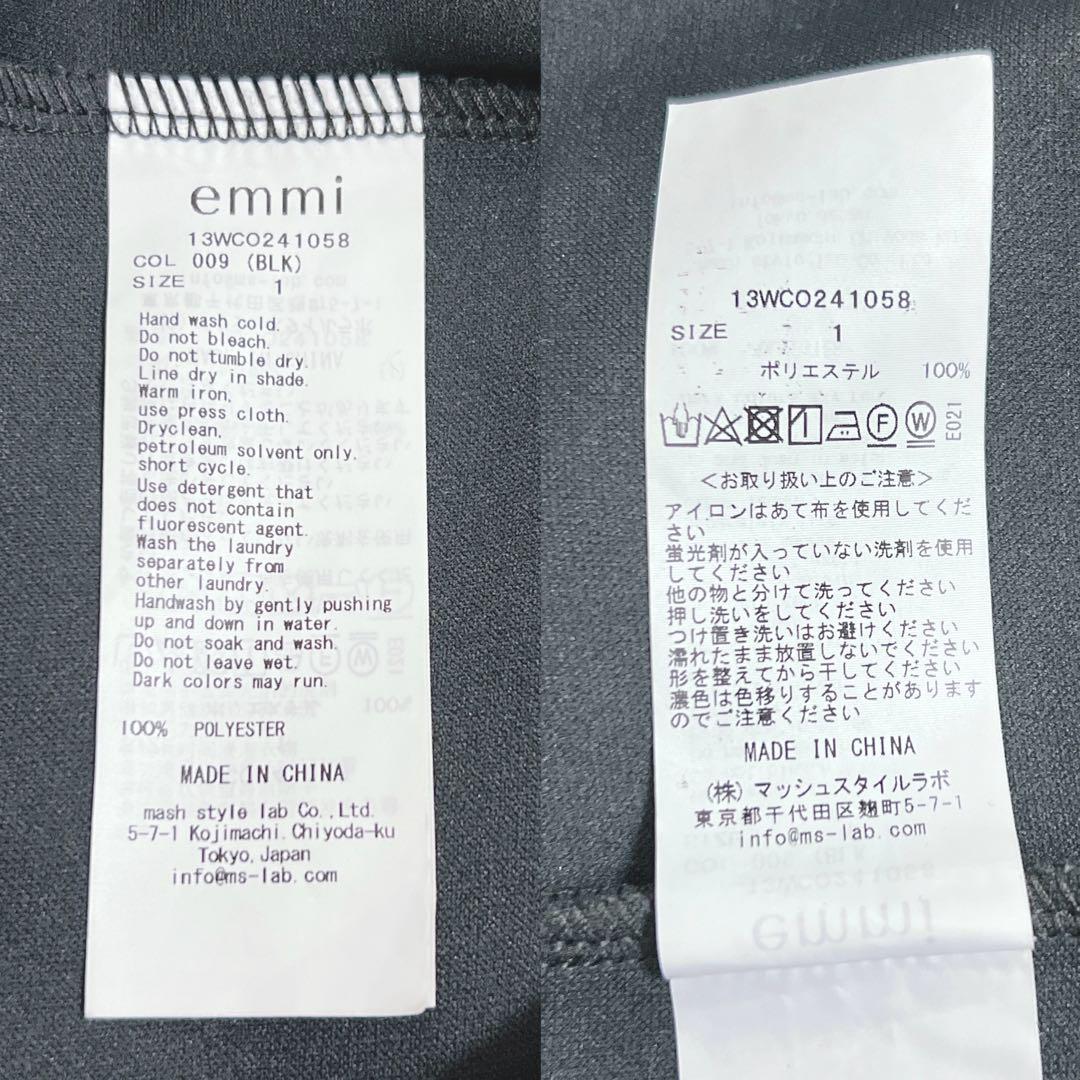 emmi
13WCO241058
COL 009 (BLK)
SIZE 1
Hand wash cold.
Do not bleach.
Do not tumble dry.
Line dry in shade.
Warm iron,
use press cloth.
Dryclean,
petroleum solvent only.
short cycle.
Use detergent that
does not contain
fluorescent agent.
Wash the laundry
separately from
other laundry.
Handwash by gently pushing
up and down in water.
Do not soak and wash.
Do not leave wet.
Dark colors may run.
100% POLYESTER
MADE IN CHINA
mash style lab Co., Ltd.
5-7-1 Kojimachi, Chiyoda-ku
Tokyo, Japan
info@ms-lab.com
13WCO241058
SIZE 1
ポリエステル 100%
F W E021
<お取り扱い上のご注意>
アイロンはあて布を使用してくだ
さい
蛍光剤が入っていない洗剤を使用
してください
他の物と分けて洗ってください
押し洗いをしてください
つけ置き洗いはお避けください
濡れたまま放置しないでください
形を整えてから干してください
濃色は色移りすることがあります
のでご注意ください
MADE IN CHINA
(株) マッシュスタイルラボ
東京都千代田区麹町5-7-1
info@ms-lab.com